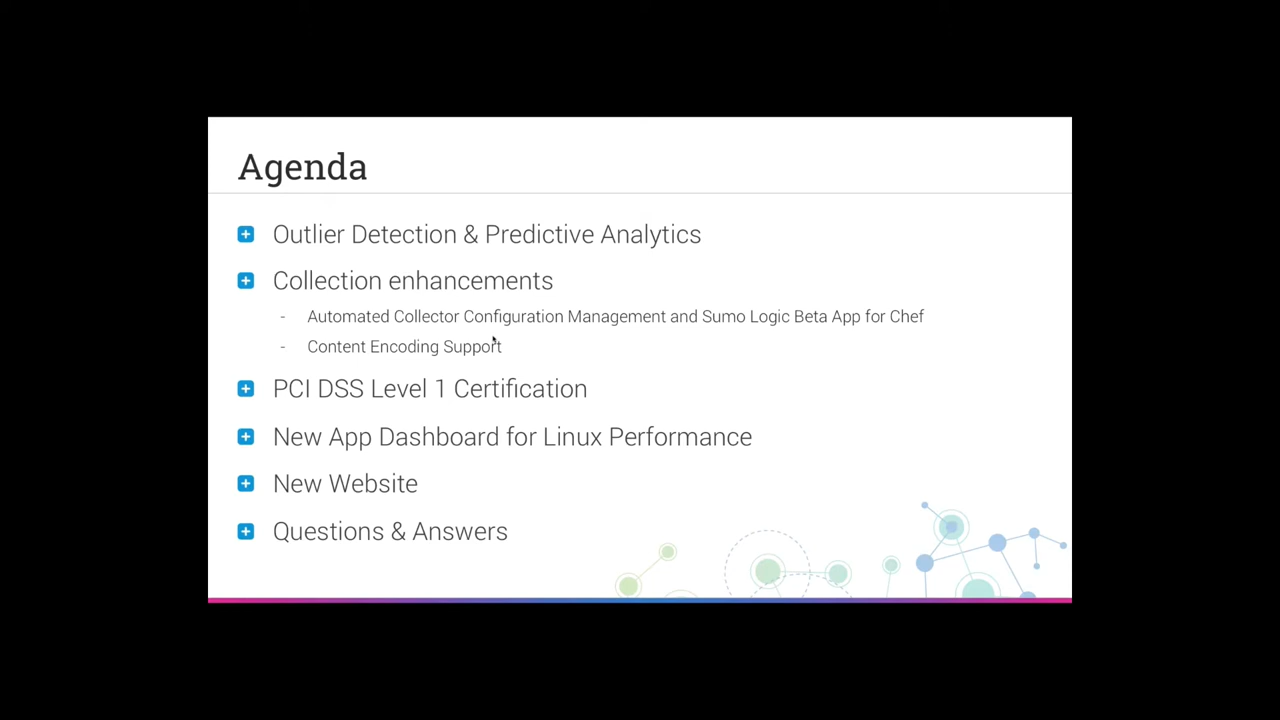 Agenda
Outlier Detection & Predictive Analytics
Collection enhancements
- Automated Collector Configuration Management and Sumo Logic Beta App for Chef
- Content Encoding Support
PCI DSS Level 1 Certification
New App Dashboard for Linux Performance
New Website
Questions & Answers